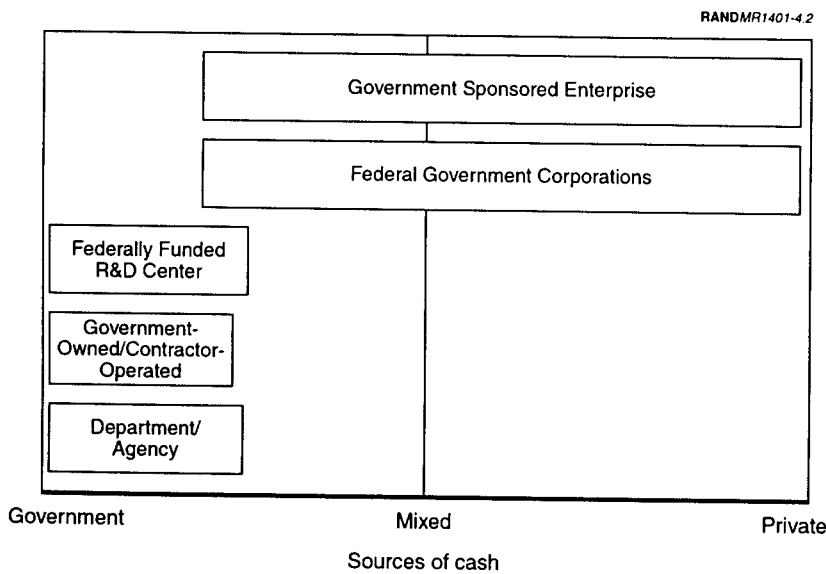 RANDMR1401-4.2
Government Sponsored Enterprise
Federal Government Corporations
Federally Funded
R&D Center
Government-
Owned/Contractor-
Operated
Department/
Agency
Government
Mixed
Private
Sources of cash